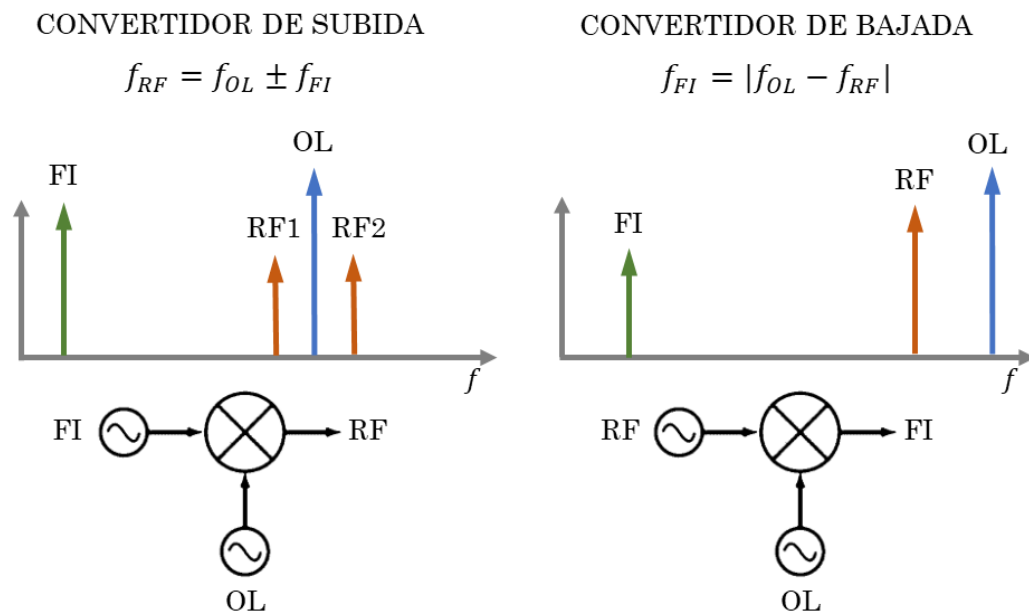 CONVERTIDOR DE SUBIDA
f_RF = f_OL ± f_FI
OL
FI
RF1
RF2
f
FI
RF
OL
CONVERTIDOR DE BAJADA
f_FI = |f_OL − f_RF|
OL
RF
FI
f
RF
FI
OL